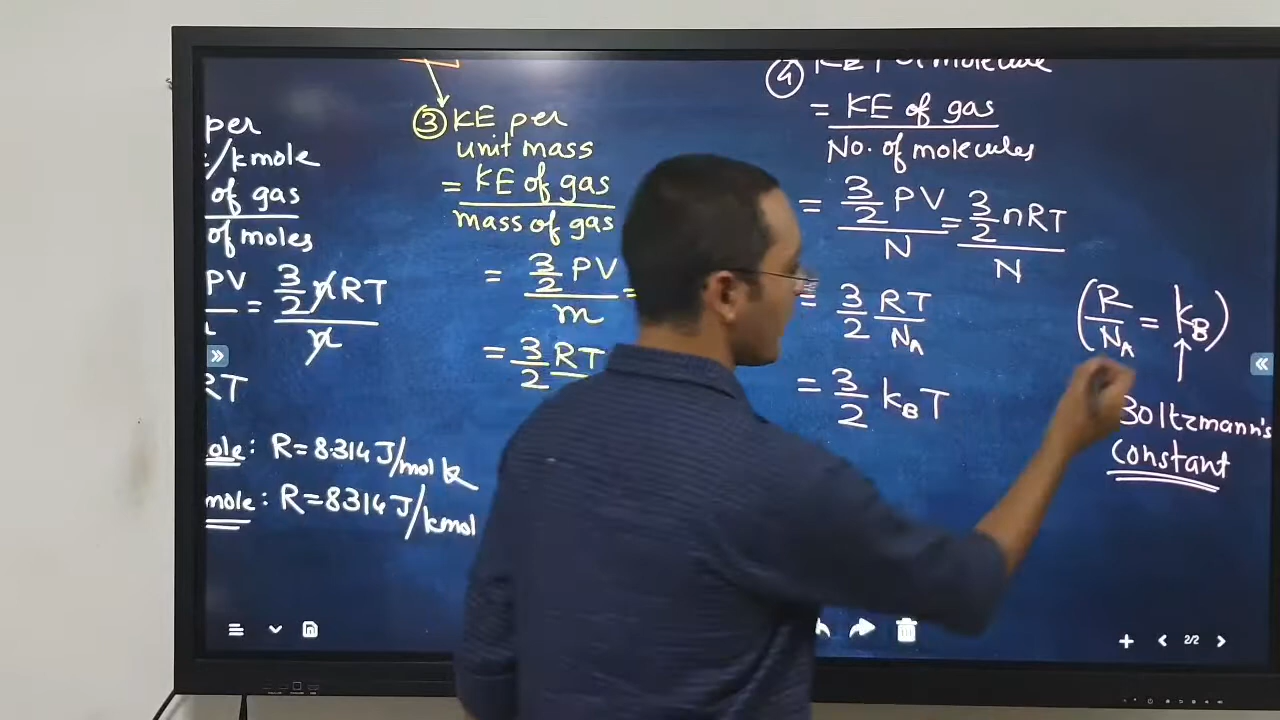 per
/kmole
of gas
of moles
PV = 3/2 nRT
n
RT
ole: R = 8.314 J/mol k
mole: R = 8314 J/kmol
③ KE per
unit mass
= KE of gas
mass of gas
= 3/2 PV =
m
= 3/2 RT
④
= KE of gas
No. of molecules
= 3/2 PV = 3/2 nRT
N N
= 3/2 RT/NA
= 3/2 kB T
(R/NA = kB)
Boltzmann's
Constant
2/2